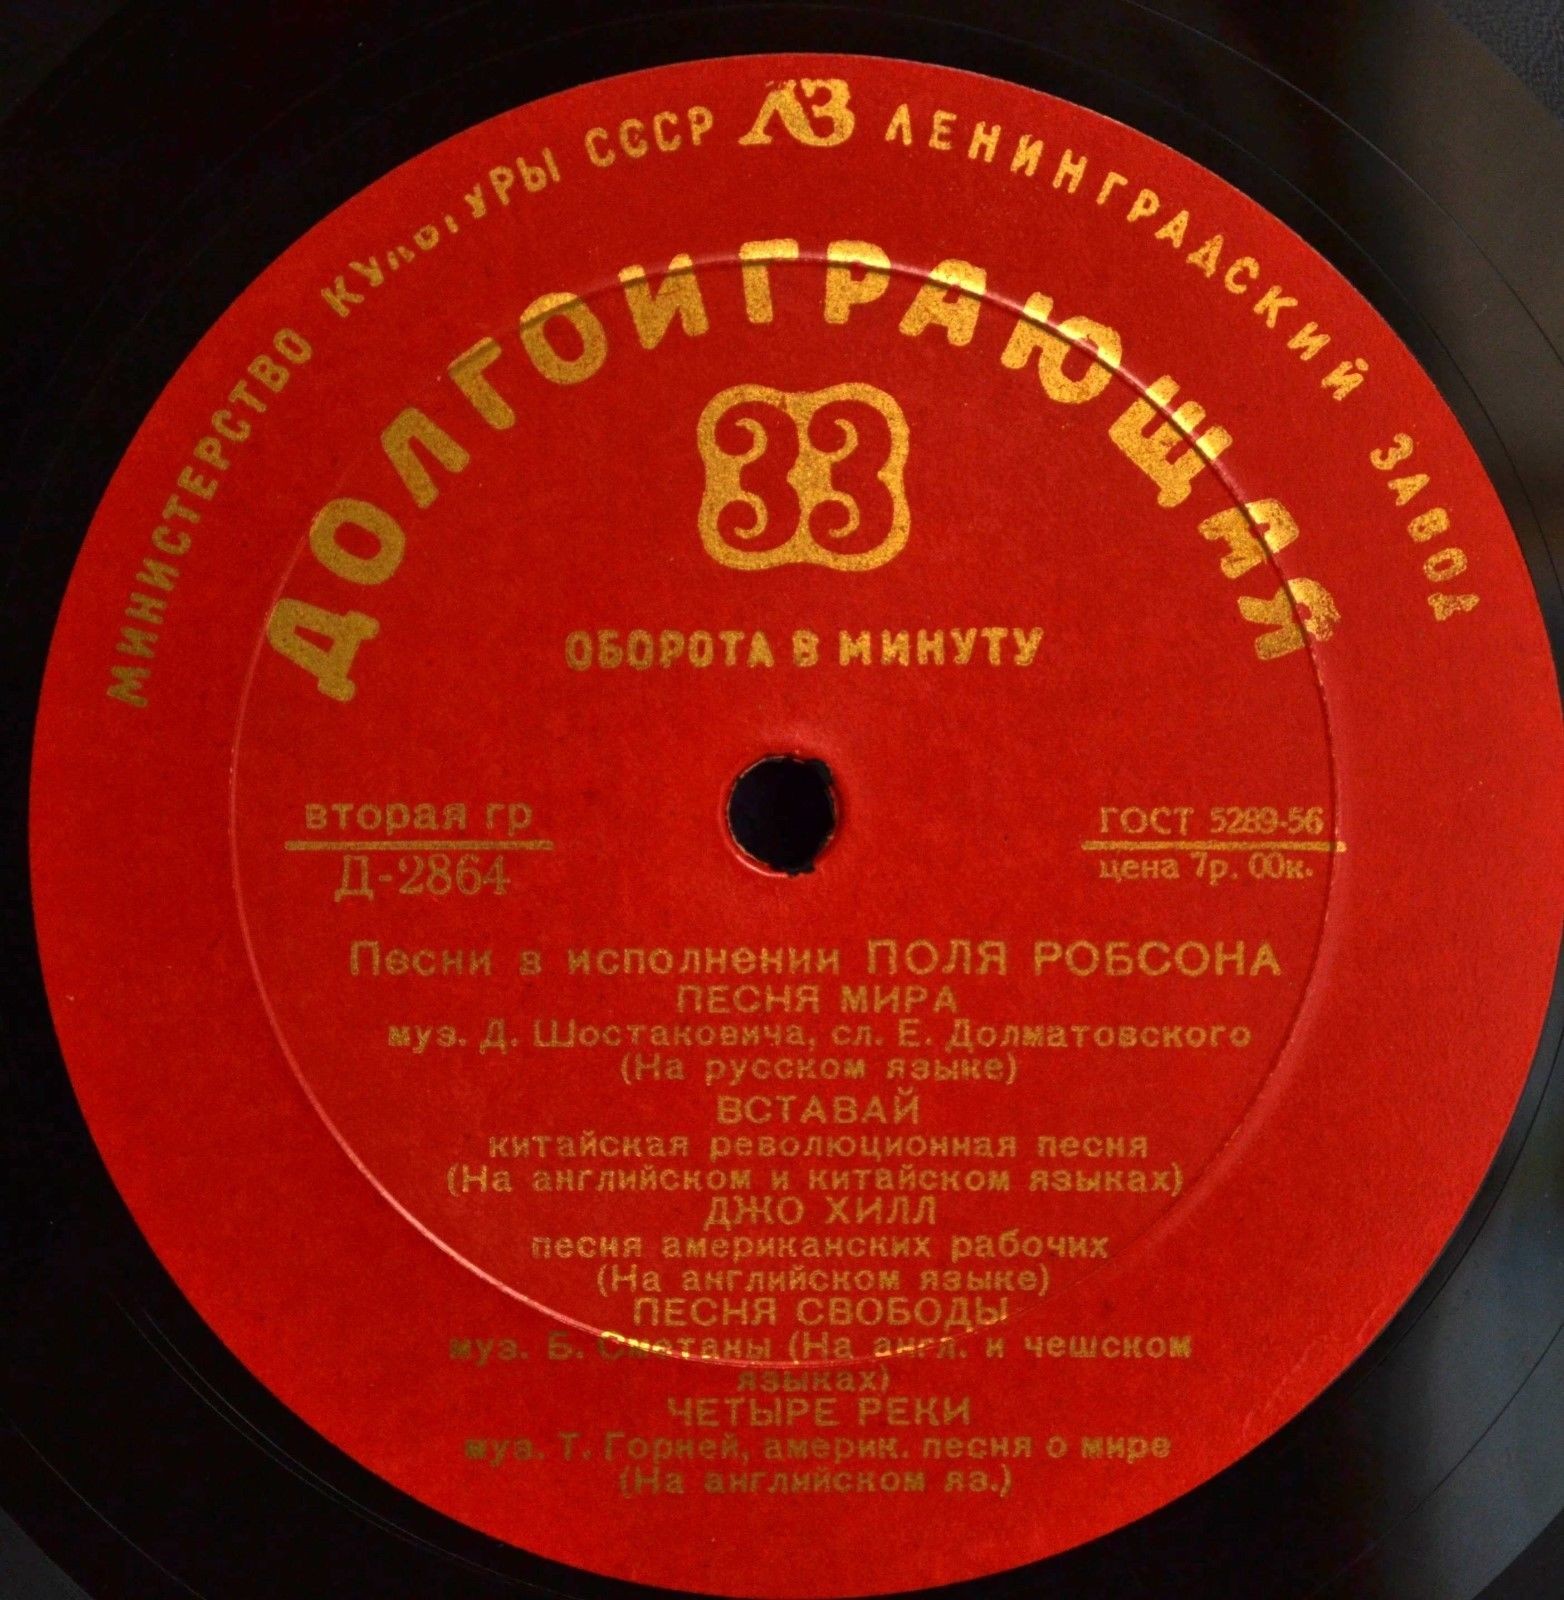 МИНИСТЕРСТВО КУЛЬТУРЫ СССР ЛЗ ЛЕНИНГРАДСКИЙ ЗАВОД
ДОЛГОИГРАЮЩАЯ
33
ОБОРОТА В МИНУТУ
вторая гр
Д-2864
ГОСТ 5289-56
цена 7р. 00к.
Песни в исполнении ПОЛЯ РОБСОНА
ПЕСНЯ МИРА
муз. Д. Шостаковича, сл. Е. Долматовского
(На русском языке)
ВСТАВАЙ
китайская революционная песня
(На английском и китайском языках)
ДЖО ХИЛЛ
песня американских рабочих
(На английском языке)
ПЕСНЯ СВОБОДЫ
муз. Б. Сметаны (На англ. и чешском
языках)
ЧЕТЫРЕ РЕКИ
муз. Т. Горней, америк. песня о мире
(На английском яз.)